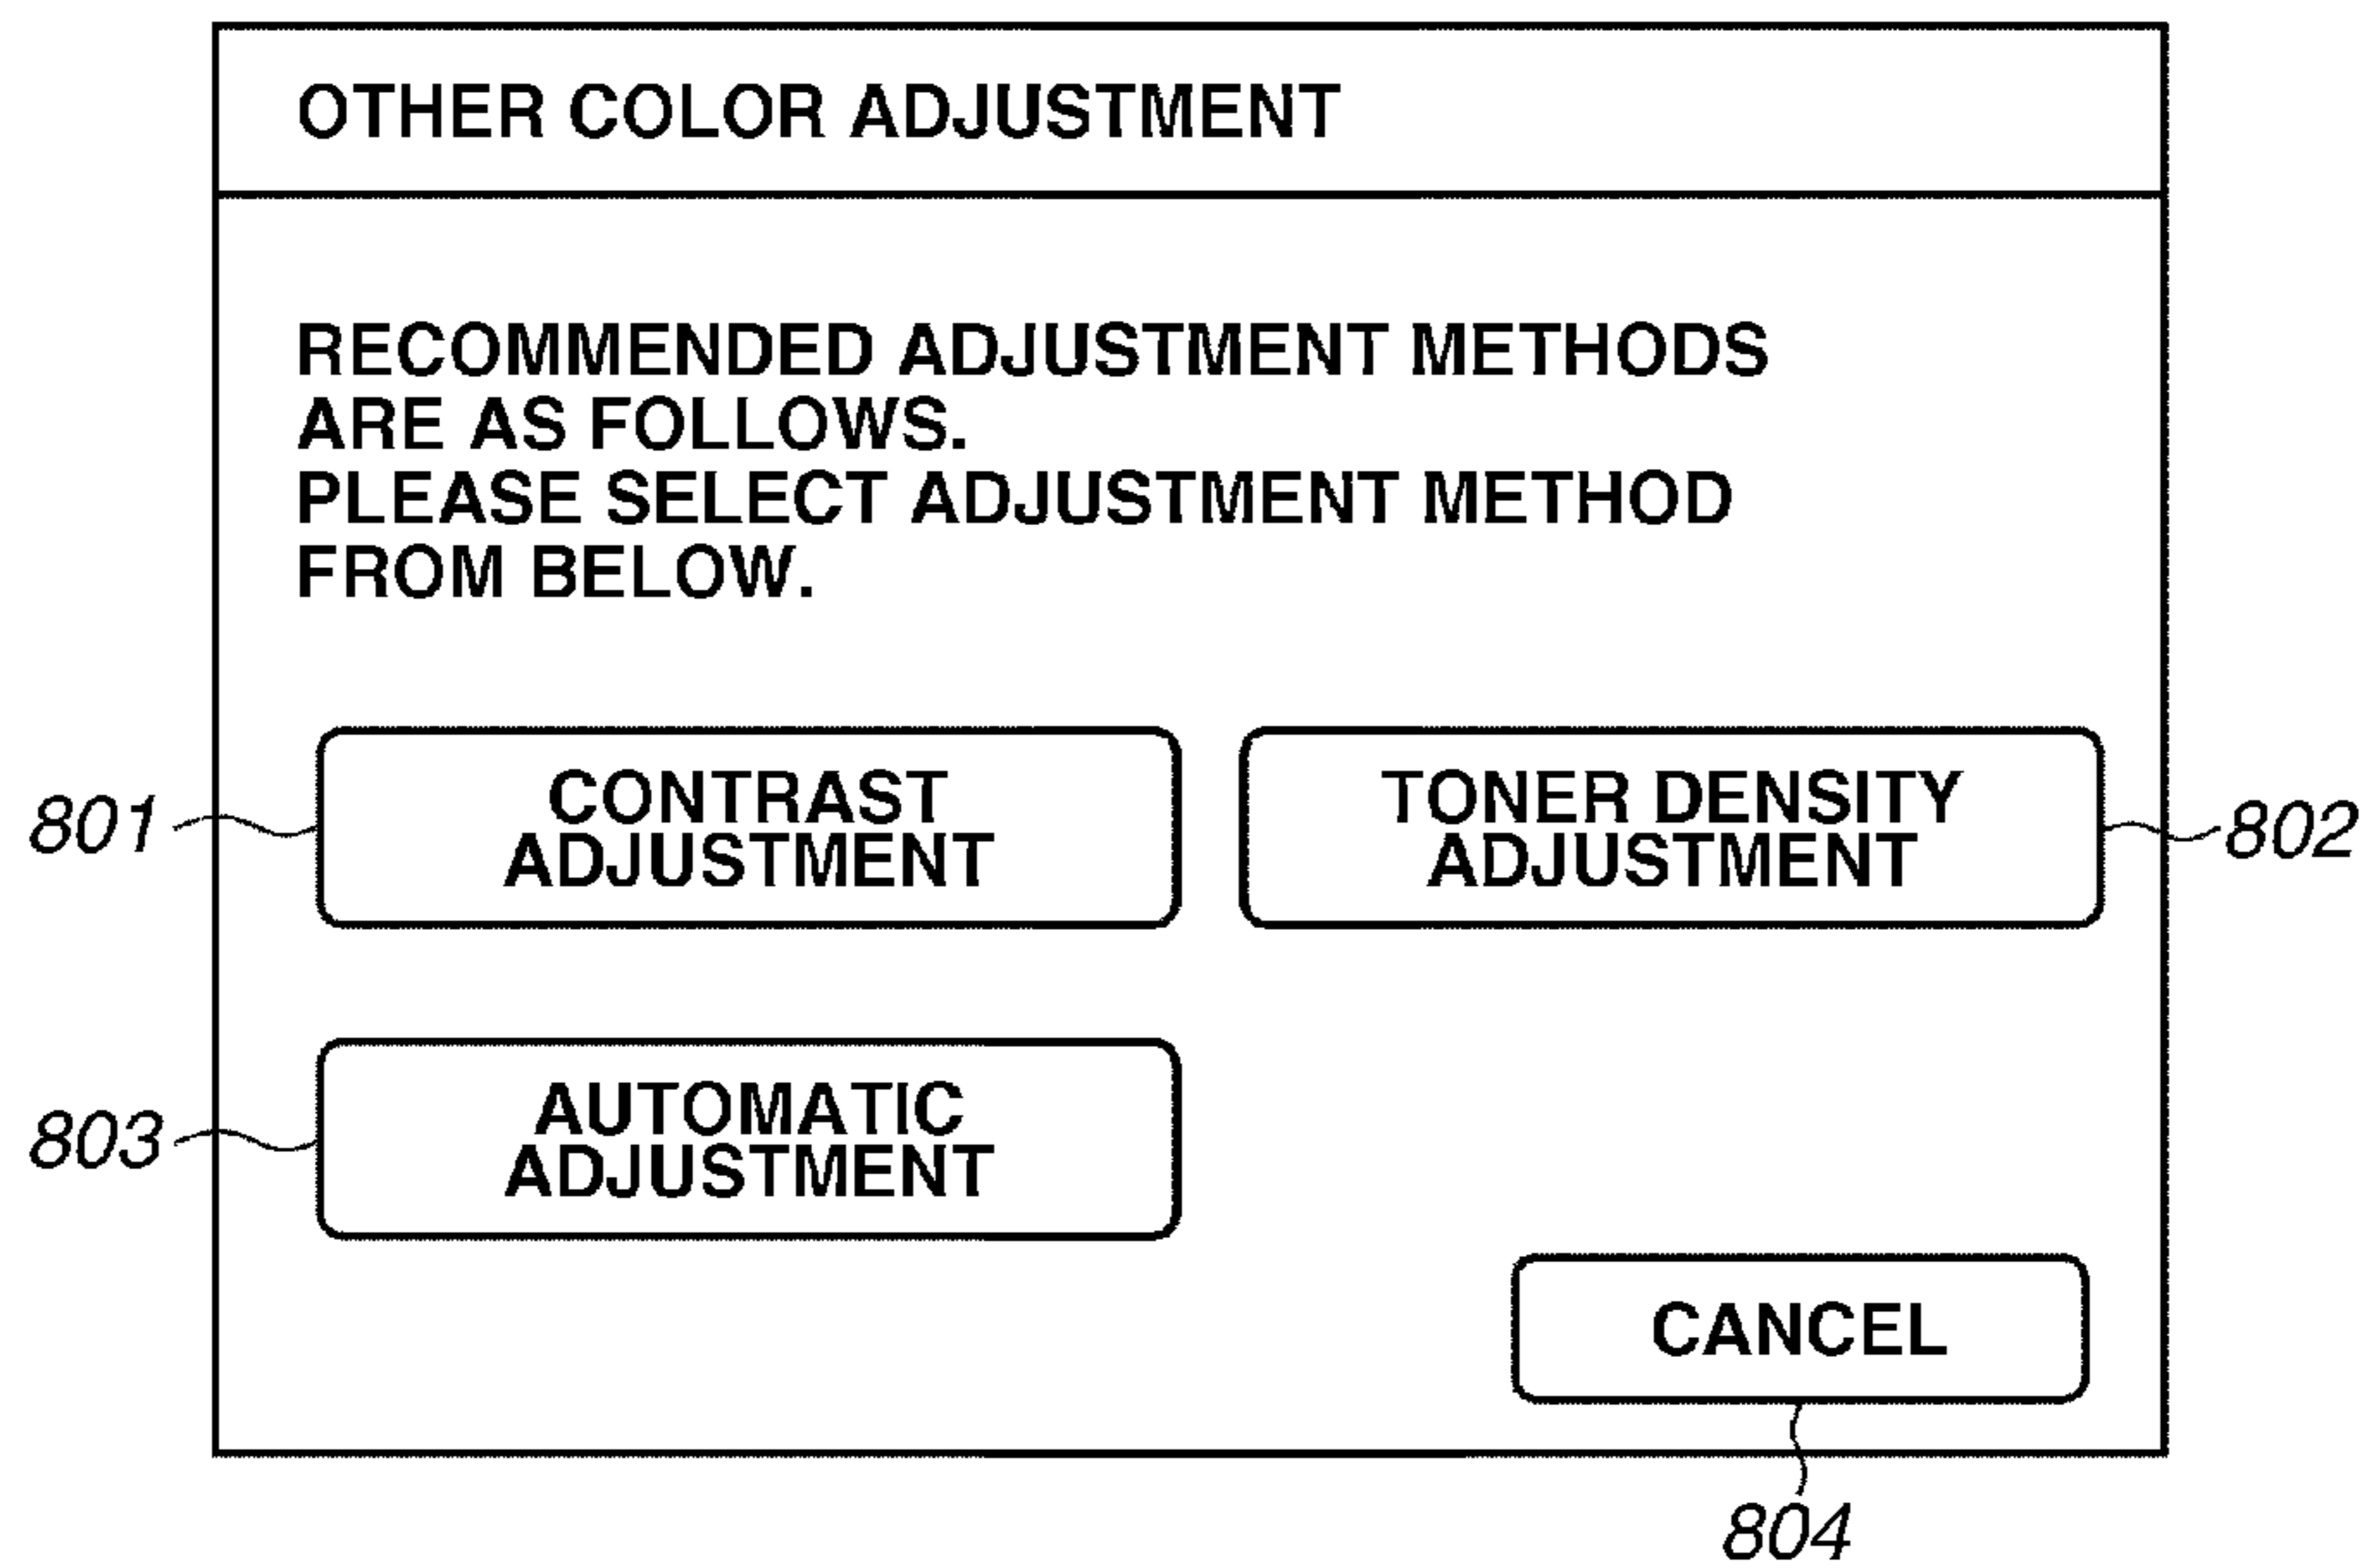 OTHER COLOR ADJUSTMENT
RECOMMENDED ADJUSTMENT METHODS
ARE AS FOLLOWS.
PLEASE SELECT ADJUSTMENT METHOD
FROM BELOW.
801
CONTRAST
ADJUSTMENT
TONER DENSITY
ADJUSTMENT
802
803
AUTOMATIC
ADJUSTMENT
CANCEL
804